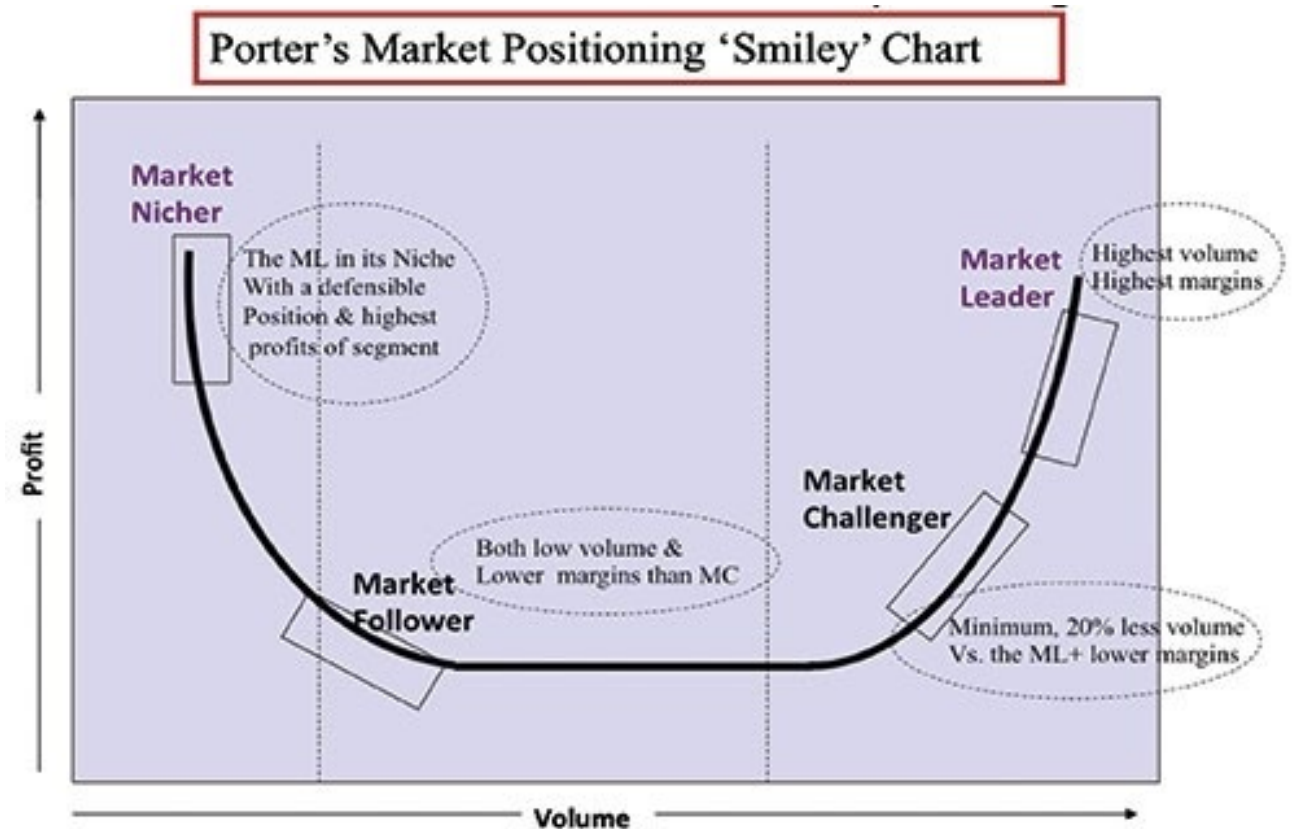 Porter's Market Positioning ‘Smiley’ Chart
Market
Nicher
The ML in its Niche
With a defensible
Position & highest
profits of segment
Market
Leader
Highest volume
Highest margins
Profit
Market
Challenger
Both low volume &
Lower margins than MC
Market
Follower
Minimum, 20% less volume
Vs. the ML+ lower margins
Volume